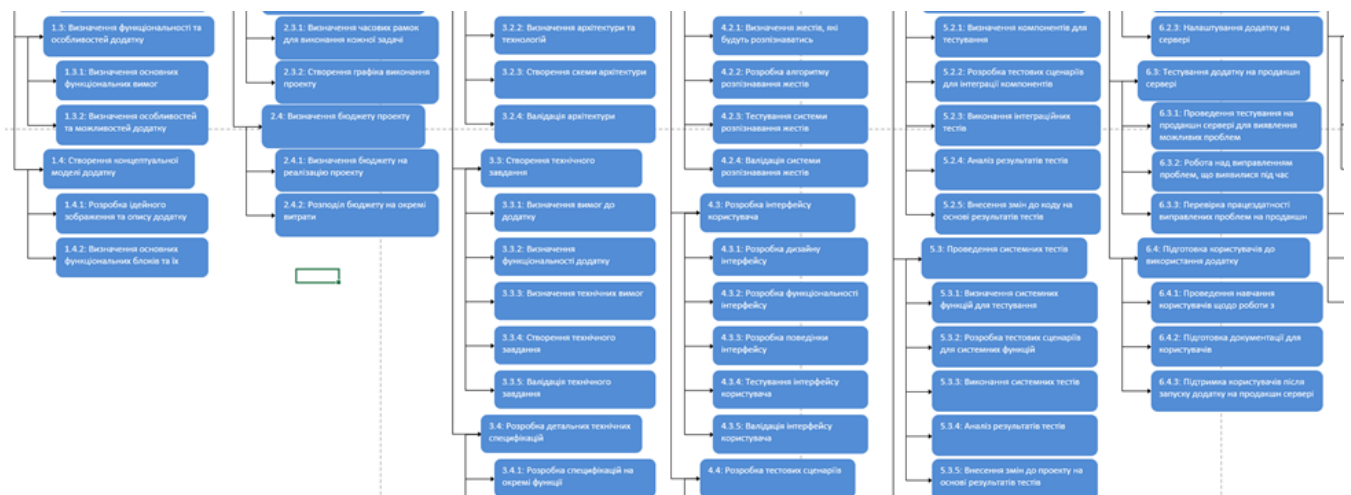 1.3: Визначення функціональності та
особливостей додатку
1.3.1: Визначення основних
функціональних вимог
1.3.2: Визначення особливостей
та можливостей додатку
1.4: Створення концептуальної
моделі додатку
1.4.1: Розробка ідейного
зображення та опису додатку
1.4.2: Визначення основних
функціональних блоків та їх
2.3.1: Визначення часових рамок
для виконання кожної задачі
2.3.2: Створення графіка виконання
проекту
2.4: Визначення бюджету проекту
2.4.1: Визначення бюджету на
реалізацію проекту
2.4.2: Розподіл бюджету на окремі
витрати
3.2.2: Визначення архітектури та
технологій
3.2.3: Створення схеми архітектури
3.2.4: Валідація архітектури
3.3: Створення технічного
завдання
3.3.1: Визначення вимог до
додатку
3.3.2: Визначення
функціональності додатку
3.3.3: Визначення технічних вимог
3.3.4: Створення технічного
завдання
3.3.5: Валідація технічного
завдання
3.4: Розробка детальних технічних
специфікацій
3.4.1: Розробка специфікацій на
окремі функції
4.2.1: Визначення жестів, які
будуть розпізнаватись
4.2.2: Розробка алгоритму
розпізнавання жестів
4.2.3: Тестування системи
розпізнавання жестів
4.2.4: Валідація системи
розпізнавання жестів
4.3: Розробка інтерфейсу
користувача
4.3.1: Розробка дизайну
інтерфейсу
4.3.2: Розробка функціональності
інтерфейсу
4.3.3: Розробка поведінки
інтерфейсу
4.3.4: Тестування інтерфейсу
користувача
4.3.5: Валідація інтерфейсу
користувача
4.4: Розробка тестових сценаріїв
5.2.1: Визначення компонентів для
тестування
5.2.2: Розробка тестових сценаріїв
для інтеграції компонентів
5.2.3: Виконання інтеграційних
тестів
5.2.4: Аналіз результатів тестів
5.2.5: Внесення змін до коду на
основі результатів тестів
5.3: Проведення системних тестів
5.3.1: Визначення системних
функцій для тестування
5.3.2: Розробка тестових сценаріїв
для системних функцій
5.3.3: Виконання системних тестів
5.3.4: Аналіз результатів тестів
5.3.5: Внесення змін до проекту на
основі результатів тестів
6.2.3: Налаштування додатку на
сервері
6.3: Тестування додатку на продакшн
сервері
6.3.1: Проведення тестування на
продакшн сервері для виявлення
можливих проблем
6.3.2: Робота над виправленням
проблем, що виявилися під час
6.3.3: Перевірка працездатності
виправлених проблем на продакшн
6.4: Підготовка користувачів до
використання додатку
6.4.1: Проведення навчання
користувачів щодо роботи з
6.4.2: Підготовка документації для
користувачів
6.4.3: Підтримка користувачів після
запуску додатку на продакшн сервері